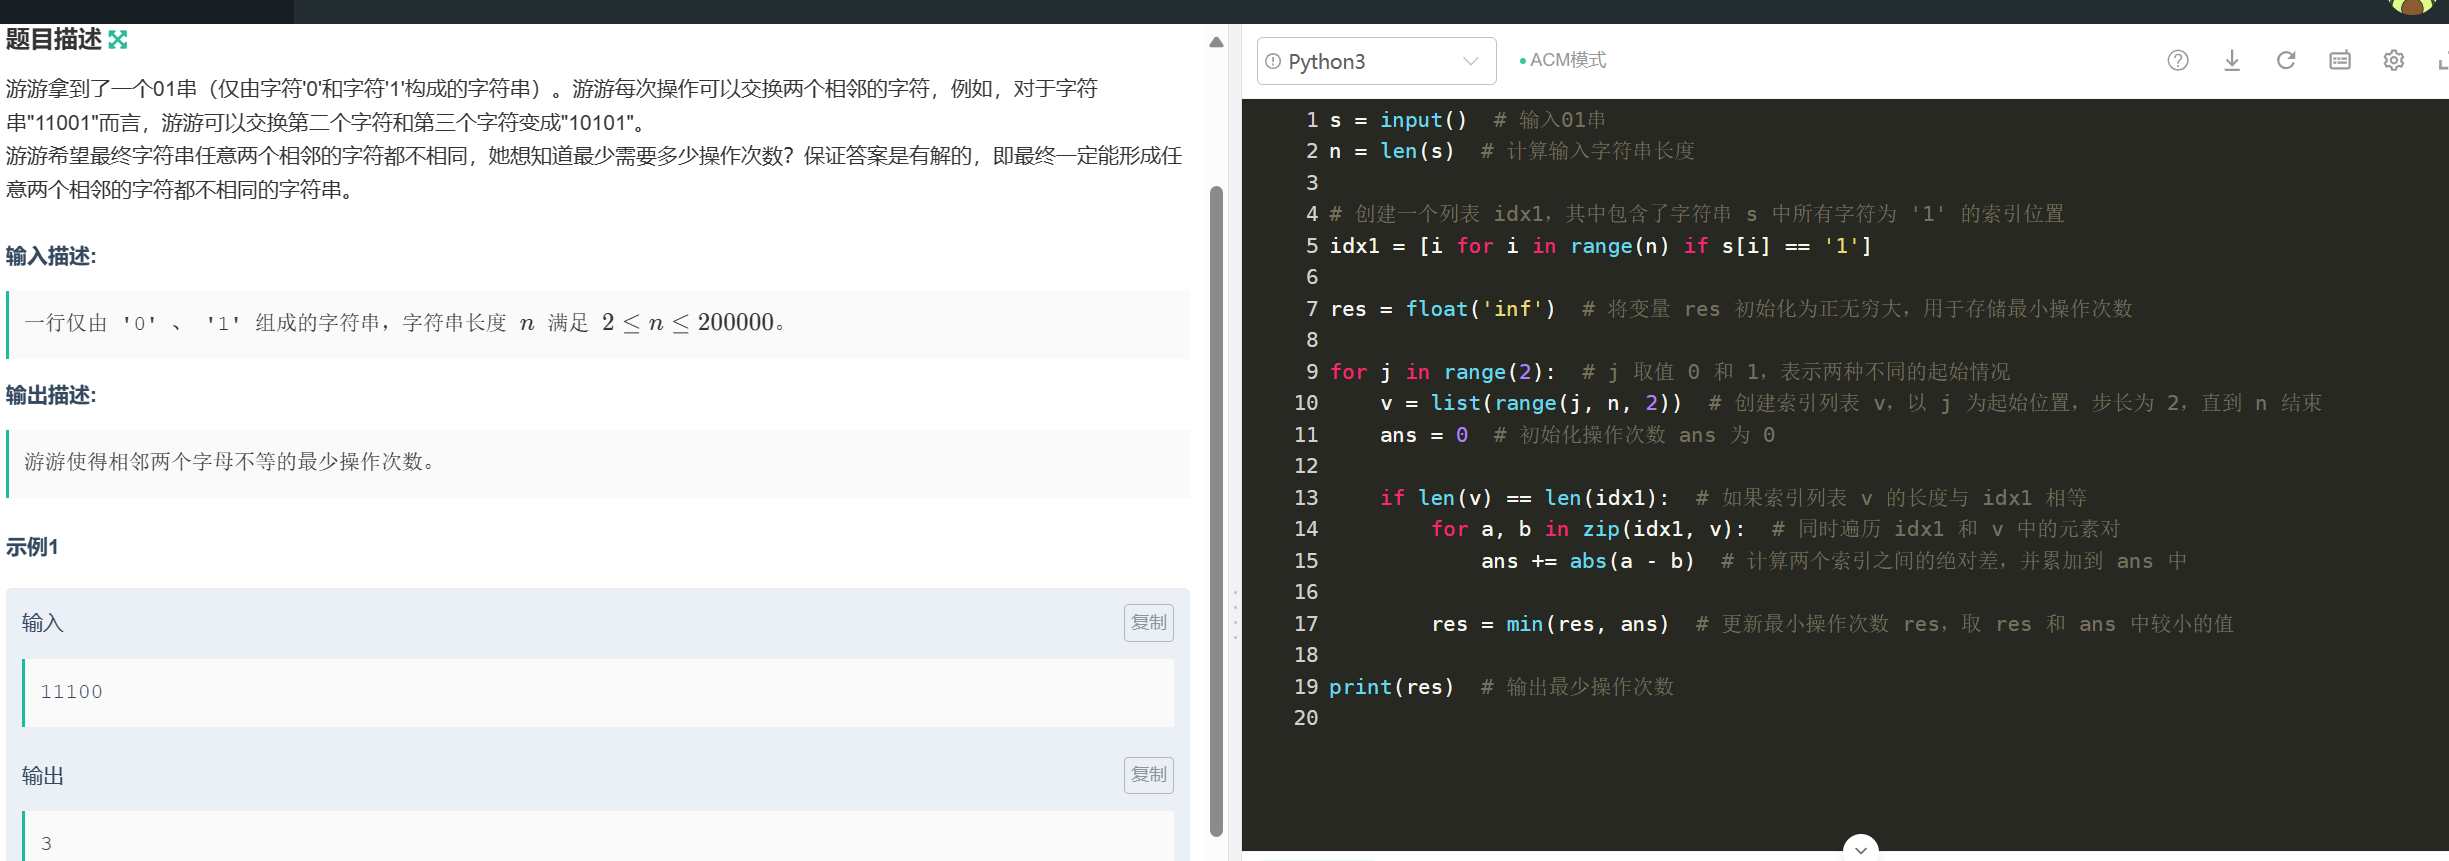 题目描述
游游拿到了一个01串（仅由字符'0'和字符'1'构成的字符串）。游游每次操作可以交换两个相邻的字符，例如，对于字符
串"11001"而言，游游可以交换第二个字符和第三个字符变成"10101"。
游游希望最终字符串任意两个相邻的字符都不相同，她想知道最少需要多少操作次数？保证答案是有解的，即最终一定能形成任
意两个相邻的字符都不相同的字符串。
输入描述:
一行仅由 '0' 、 '1' 组成的字符串，字符串长度 n 满足 2 ≤ n ≤ 200000。
输出描述:
游游使得相邻两个字母不等的最少操作次数。
示例1
输入
复制
11100
输出
复制
3
Python3
ACM模式
1 s = input()  # 输入01串
2 n = len(s)  # 计算输入字符串长度
3
4 # 创建一个列表 idx1，其中包含了字符串 s 中所有字符为 '1' 的索引位置
5 idx1 = [i for i in range(n) if s[i] == '1']
6
7 res = float('inf')  # 将变量 res 初始化为正无穷大，用于存储最小操作次数
8
9 for j in range(2):  # j 取值 0 和 1，表示两种不同的起始情况
10     v = list(range(j, n, 2))  # 创建索引列表 v，以 j 为起始位置，步长为 2，直到 n 结束
11     ans = 0  # 初始化操作次数 ans 为 0
12
13     if len(v) == len(idx1):  # 如果索引列表 v 的长度与 idx1 相等
14         for a, b in zip(idx1, v):  # 同时遍历 idx1 和 v 中的元素对
15             ans += abs(a - b)  # 计算两个索引之间的绝对差，并累加到 ans 中
16
17         res = min(res, ans)  # 更新最小操作次数 res，取 res 和 ans 中较小的值
18
19 print(res)  # 输出最少操作次数
20